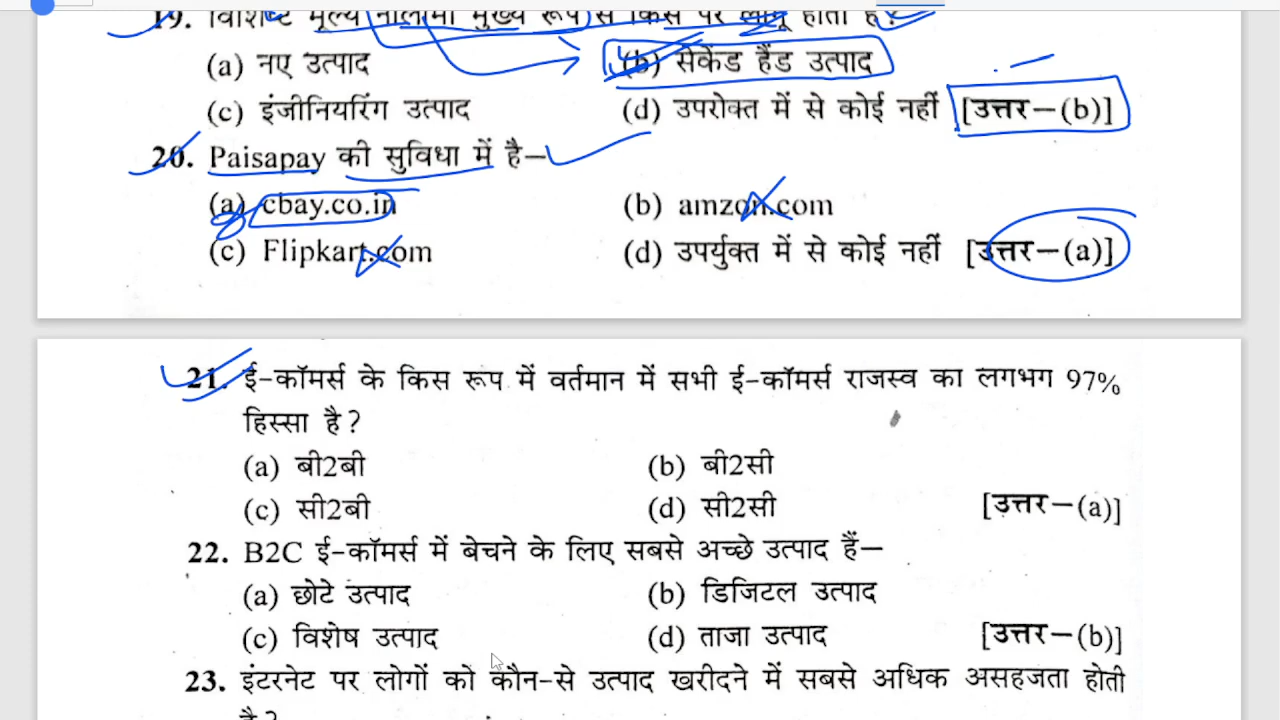 19. विशिष्ट मूल्य नीलामी मुख्य रूप से किस पर लागू होता है?
(a) नए उत्पाद (b) सेकेंड हैंड उत्पाद
(c) इंजीनियरिंग उत्पाद (d) उपरोक्त में से कोई नहीं [उत्तर–(b)]
20. Paisapay की सुविधा में है–
(a) cbay.co.in (b) amzon.com
(c) Flipkart.com (d) उपर्युक्त में से कोई नहीं [उत्तर–(a)]
21. ई-कॉमर्स के किस रूप में वर्तमान में सभी ई-कॉमर्स राजस्व का लगभग 97%
हिस्सा है?
(a) बी2बी (b) बी2सी
(c) सी2बी (d) सी2सी [उत्तर–(a)]
22. B2C ई-कॉमर्स में बेचने के लिए सबसे अच्छे उत्पाद हैं–
(a) छोटे उत्पाद (b) डिजिटल उत्पाद
(c) विशेष उत्पाद (d) ताजा उत्पाद [उत्तर–(b)]
23. इंटरनेट पर लोगों को कौन-से उत्पाद खरीदने में सबसे अधिक असहजता होती
है?